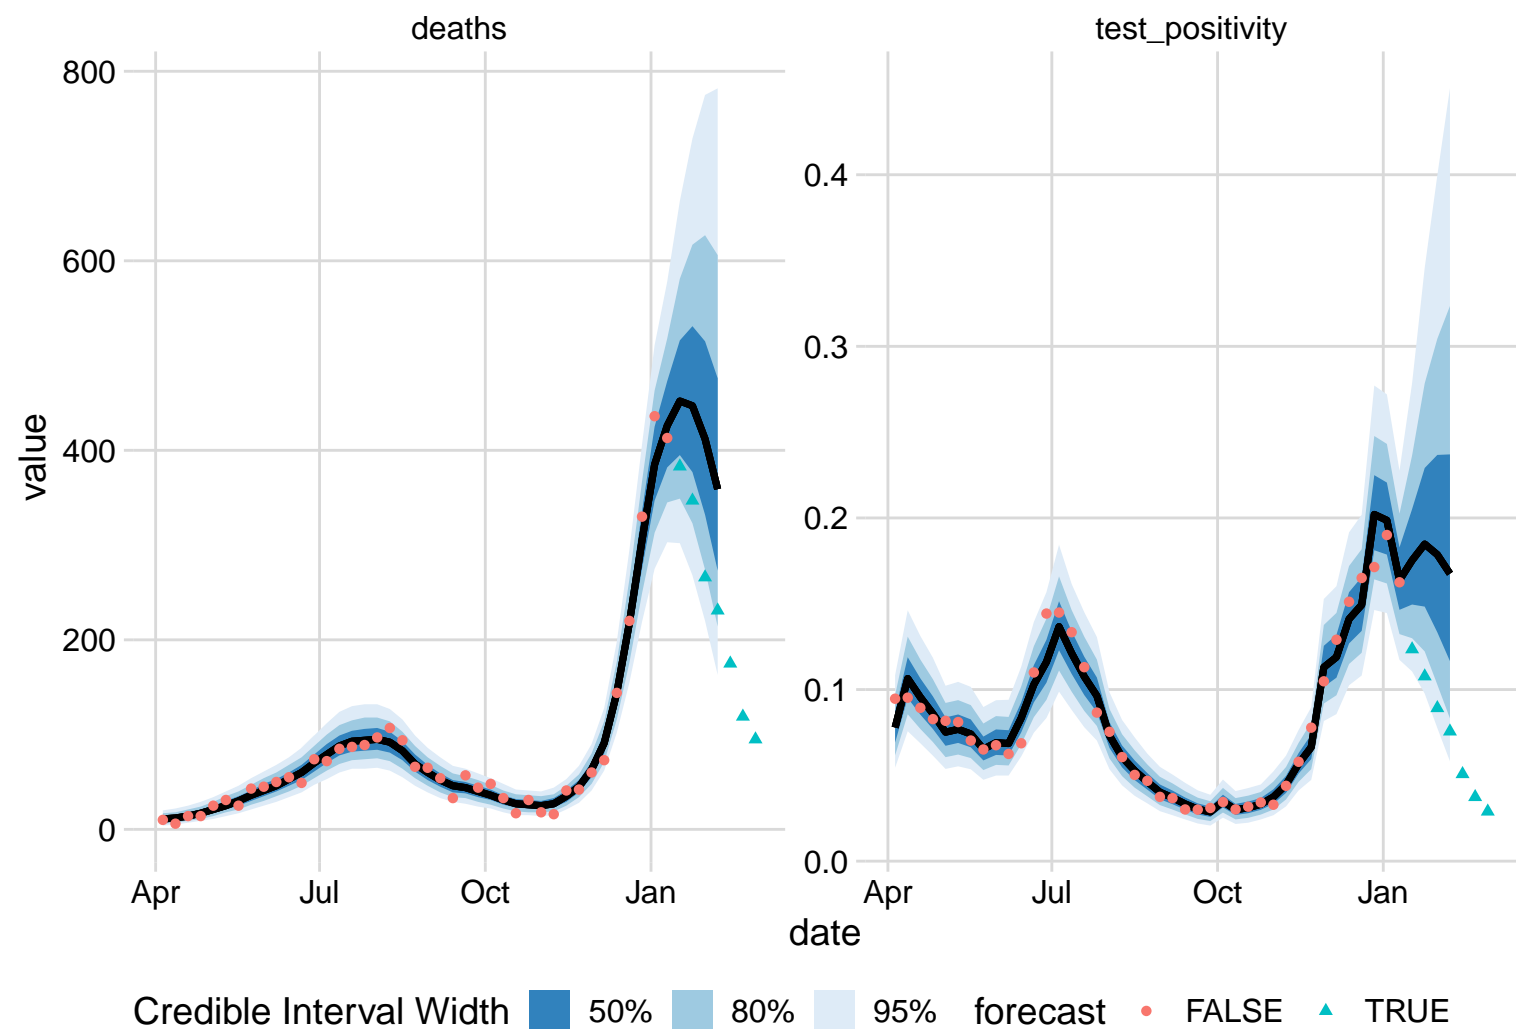 deaths
test_positivity
value
800
600
400
200
0
Apr
Jul
Oct
Jan
0.4
0.3
0.2
0.1
0.0
Apr
Jul
Oct
Jan
date
Credible Interval Width 50% 80% 95% forecast FALSE TRUE